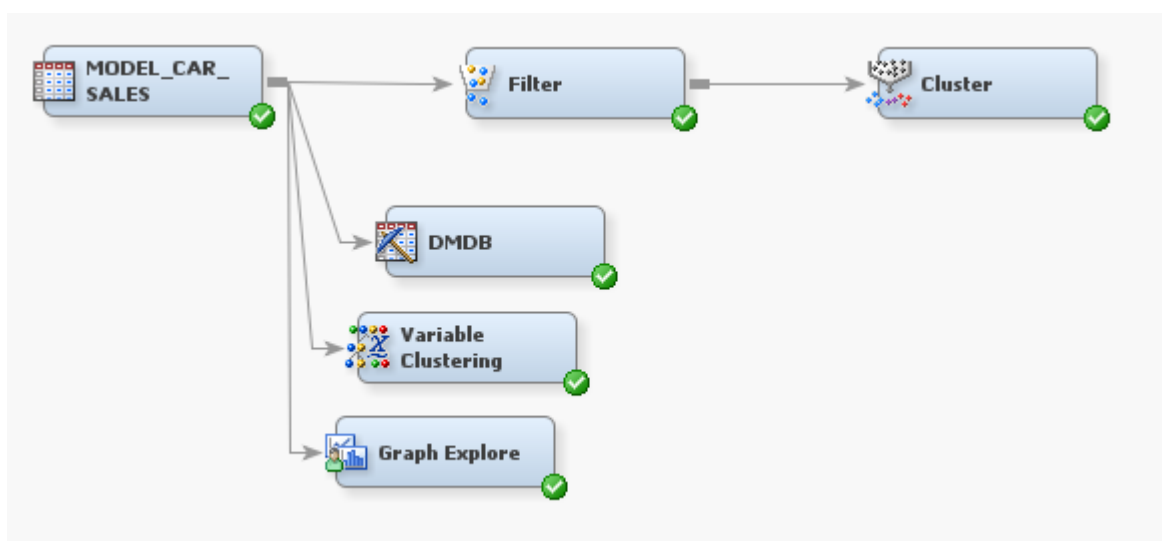 MODEL_CAR_
SALES
Filter
Cluster
DMDB
Variable
Clustering
Graph Explore